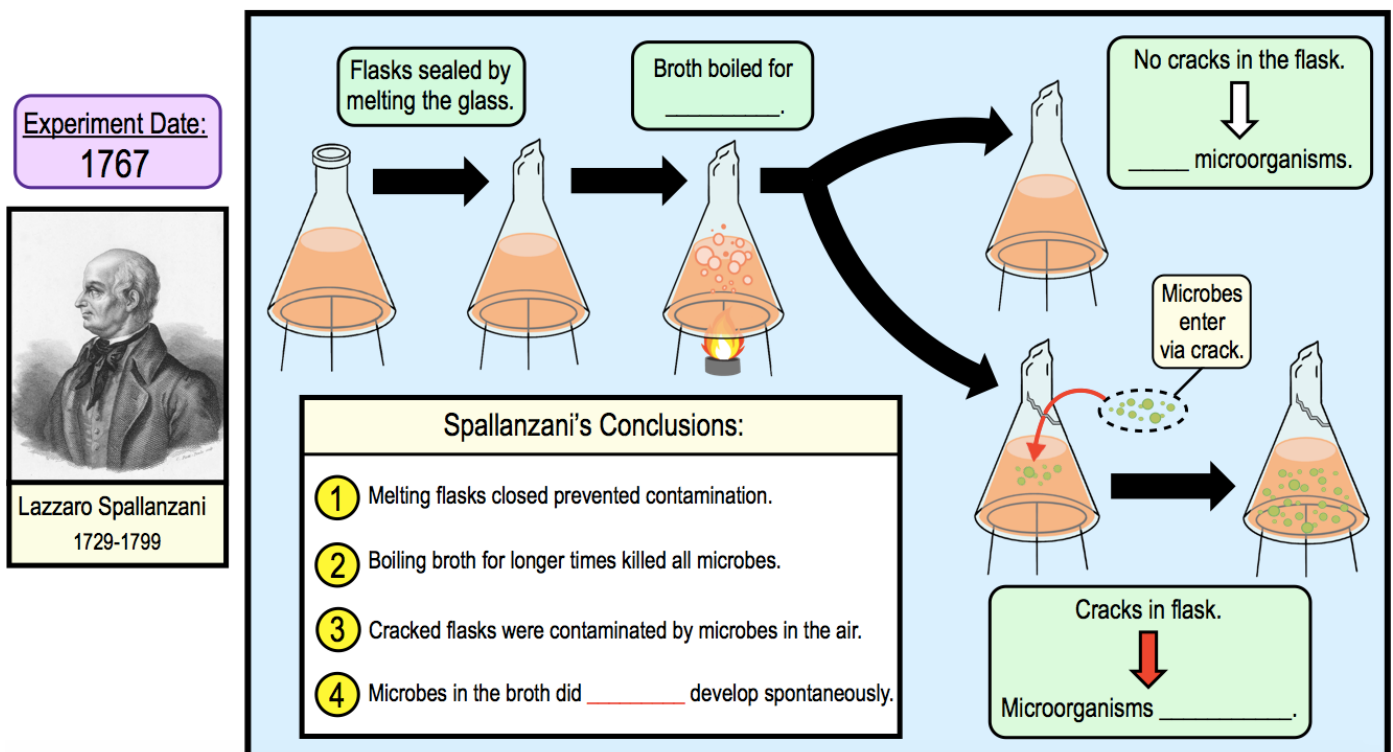 Experiment Date:
1767
Lazzaro Spallanzani
1729-1799
Flasks sealed by
melting the glass.
Broth boiled for
__________.
No cracks in the flask.
_____ microorganisms.
Microbes
enter
via crack.
Cracks in flask.
Microorganisms ___________.
Spallanzani's Conclusions:
1 Melting flasks closed prevented contamination.
2 Boiling broth for longer times killed all microbes.
3 Cracked flasks were contaminated by microbes in the air.
4 Microbes in the broth did ________ develop spontaneously.